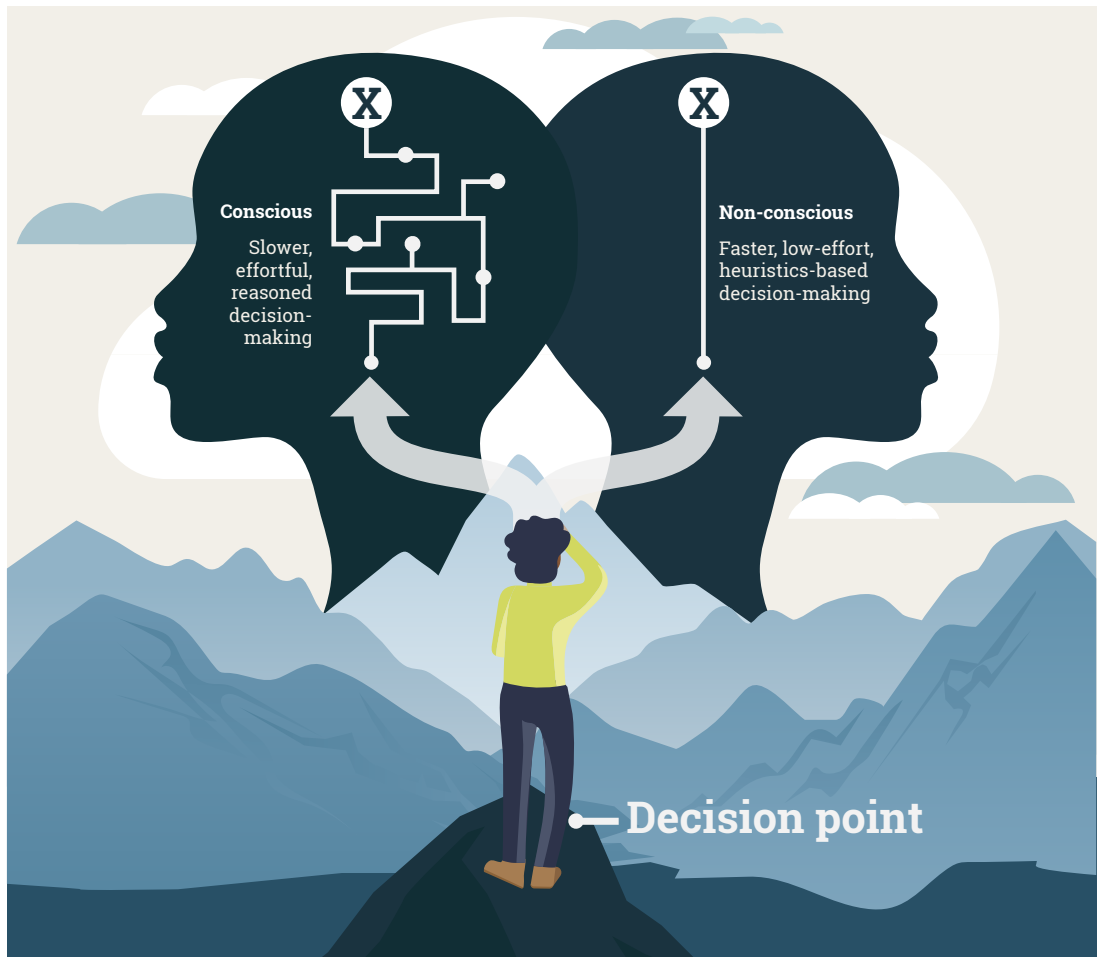 X
Conscious
Slower,
effortful,
reasoned
decision-
making
X
Non-conscious
Faster, low-effort,
heuristics-based
decision-making
Decision point